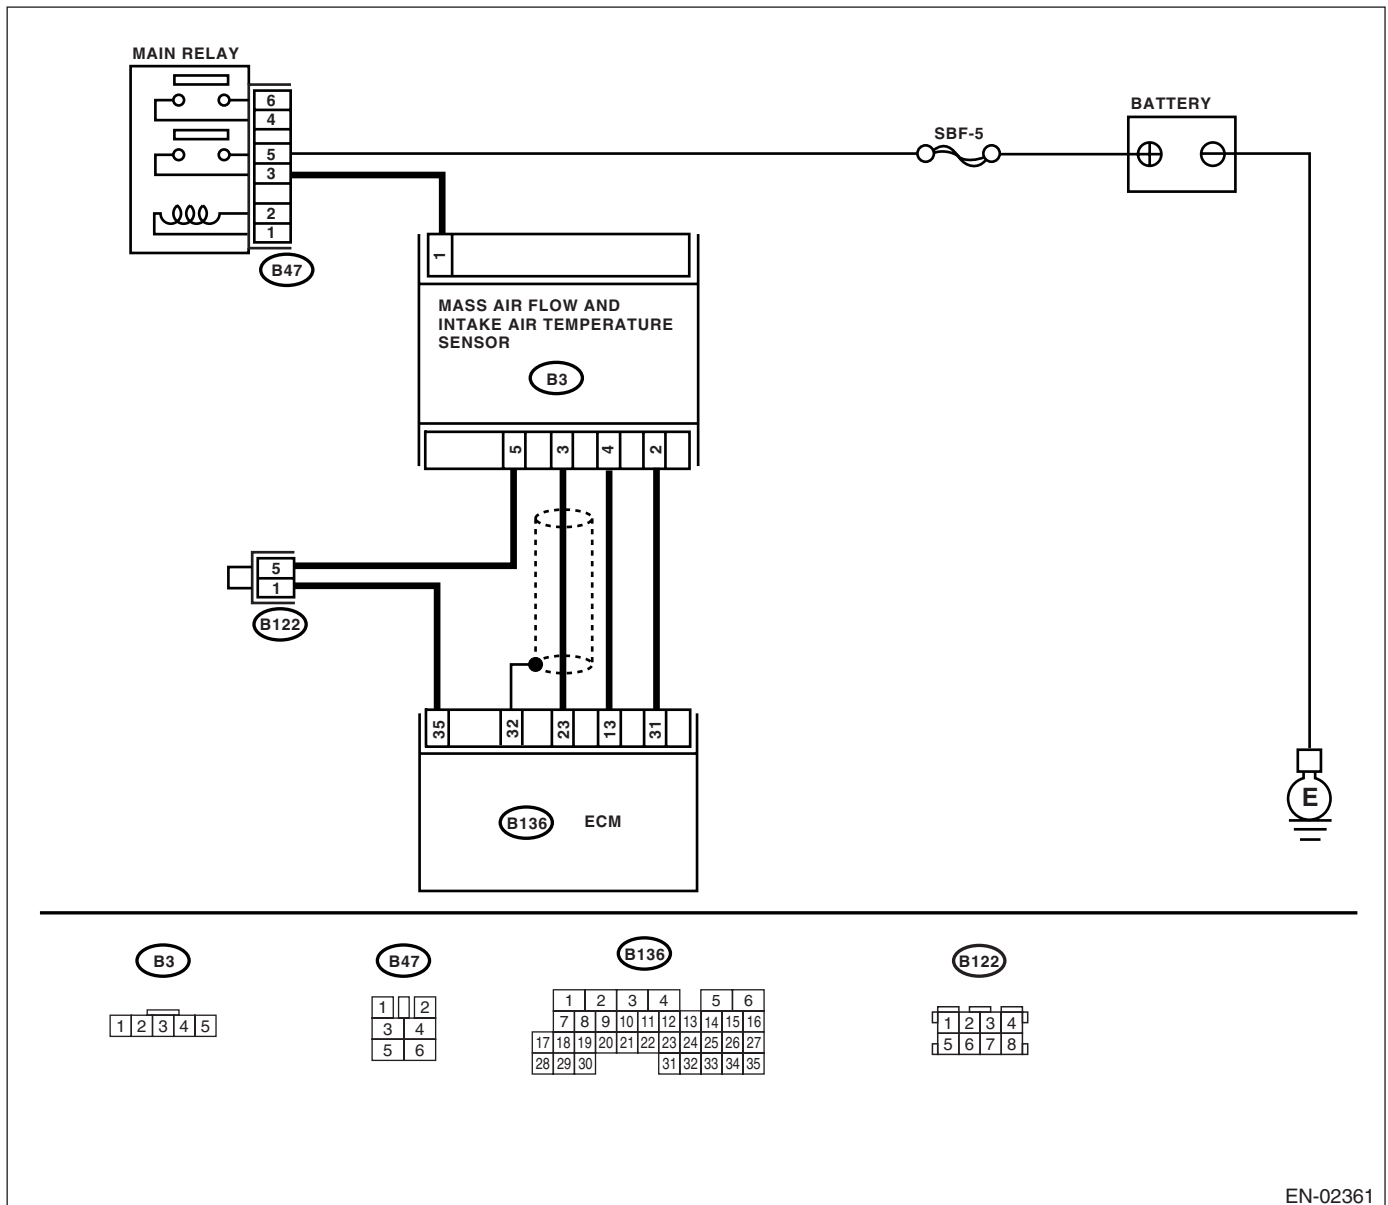 MAIN RELAY
6
4
5
3
2
1
B47
SBF-5
BATTERY
1
MASS AIR FLOW AND
INTAKE AIR TEMPERATURE
SENSOR
B3
5 3 4 2
5
1
B122
35 32 23 13 31
B136 ECM
E
B3 B47 B136 B122
1 2 3 4 5
1 2
3 4
5 6
1 2 3 4 5 6
7 8 9 10 11 12 13 14 15 16
17 18 19 20 21 22 23 24 25 26 27
28 29 30 31 32 33 34 35
1 2 3 4
5 6 7 8
EN-02361